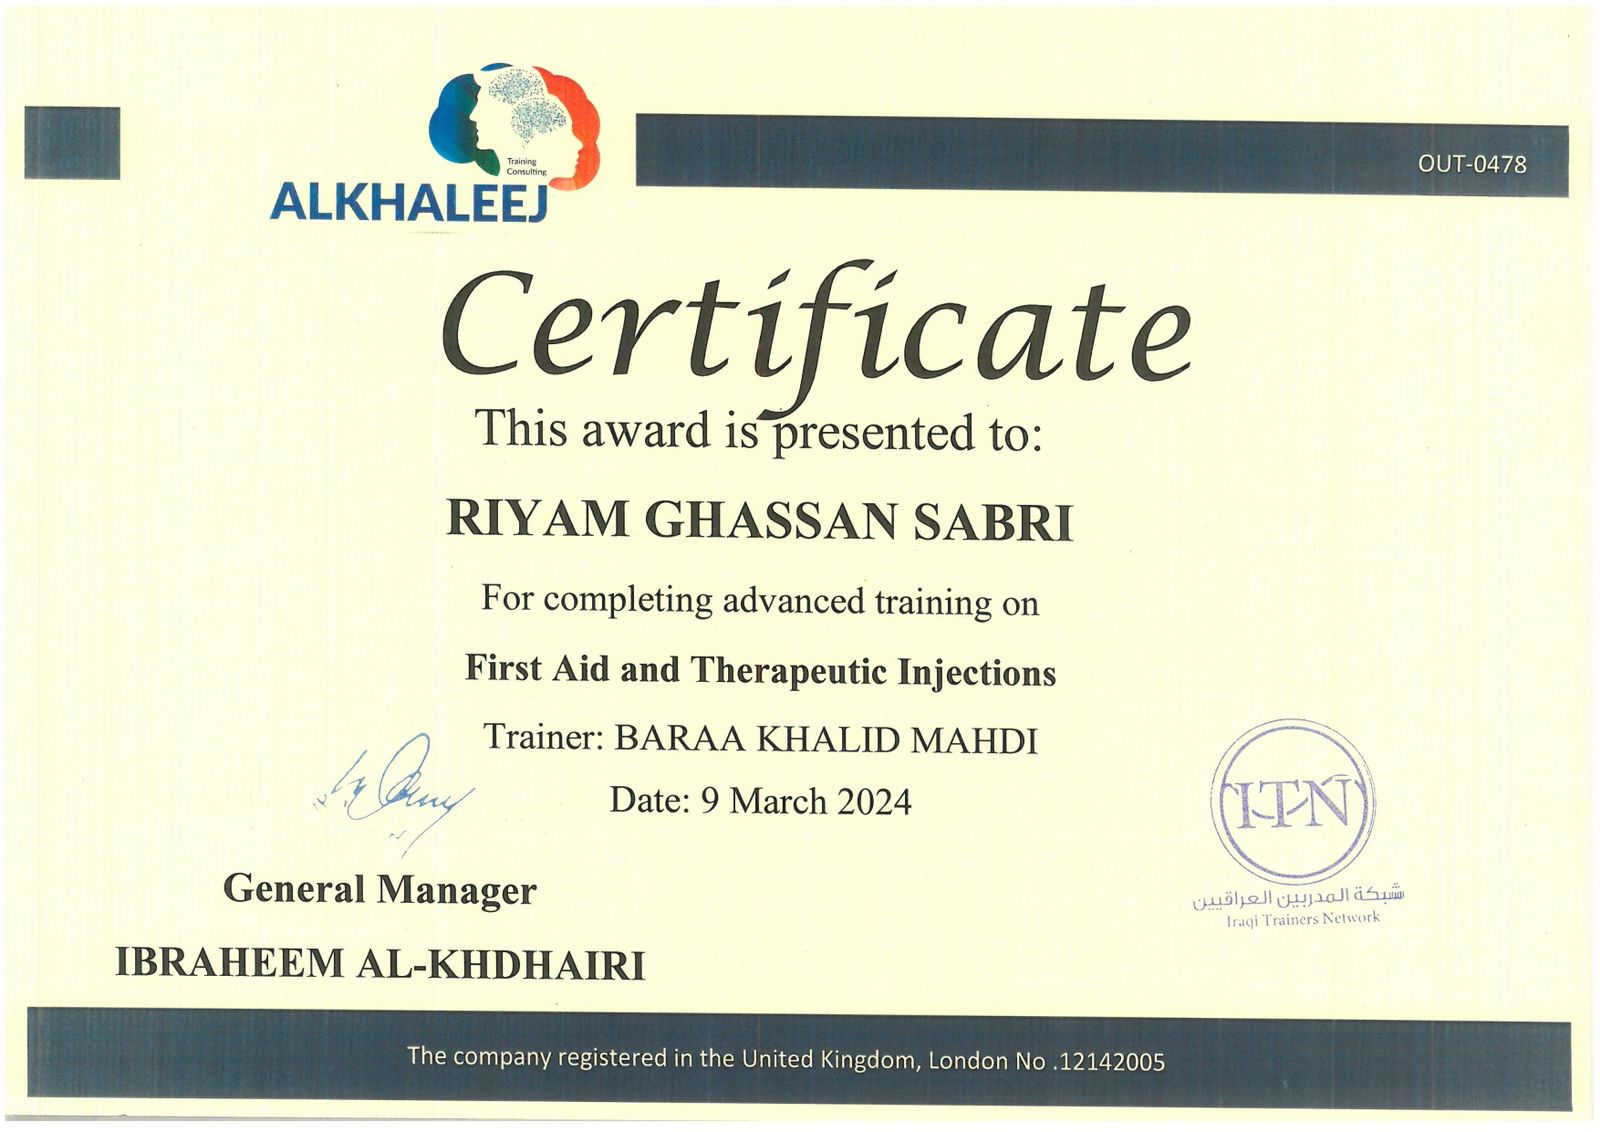 Training
Consulting
ALKHALEEJ
OUT-0478
Certificate
This award is presented to:
RIYAM GHASSAN SABRI
For completing advanced training on
First Aid and Therapeutic Injections
Trainer: BARAA KHALID MAHDI
Date: 9 March 2024
General Manager
IBRAHEEM AL-KHDHAIRI
ITN
شبكة المدربين العراقيين
Iraqi Trainers Network
The company registered in the United Kingdom, London No .12142005